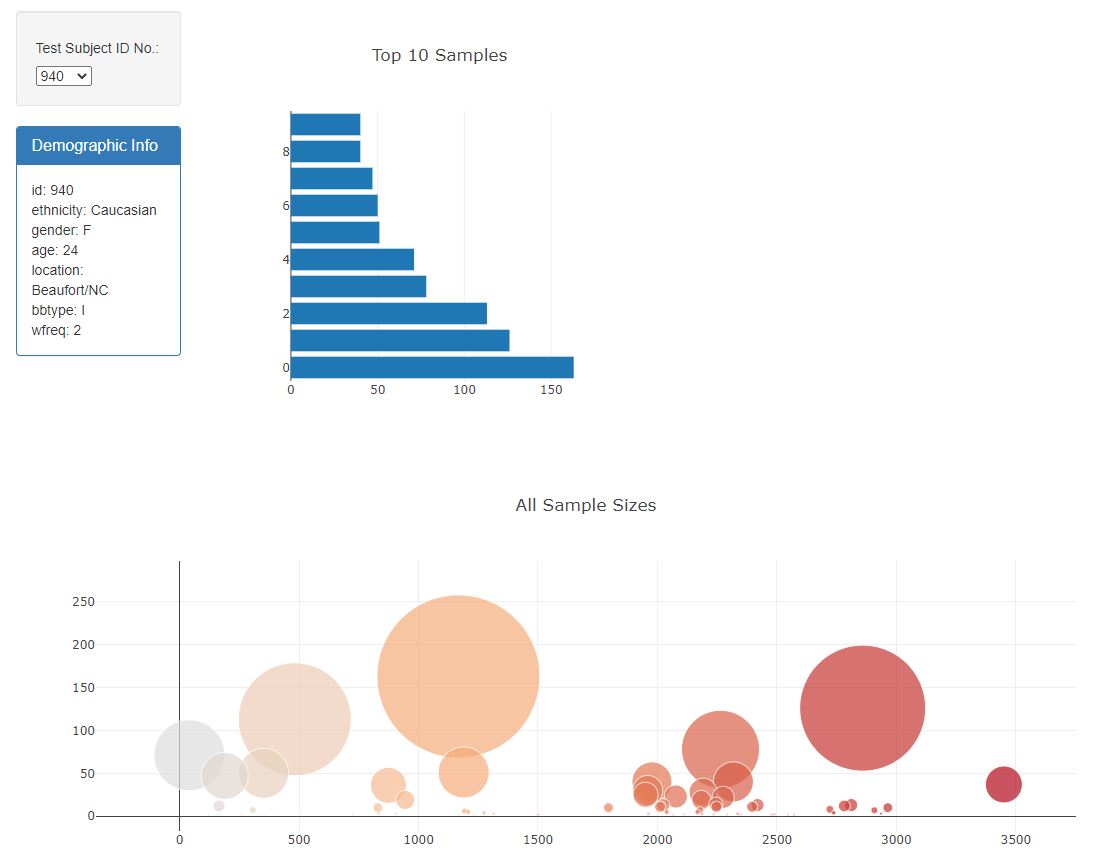 Test Subject ID No.:
940
Demographic Info
id: 940
ethnicity: Caucasian
gender: F
age: 24
location:
Beaufort/NC
bbtype: I
wfreq: 2
Top 10 Samples
8
6
4
2
0
0 50 100 150
All Sample Sizes
250
200
150
100
50
0
0 500 1000 1500 2000 2500 3000 3500